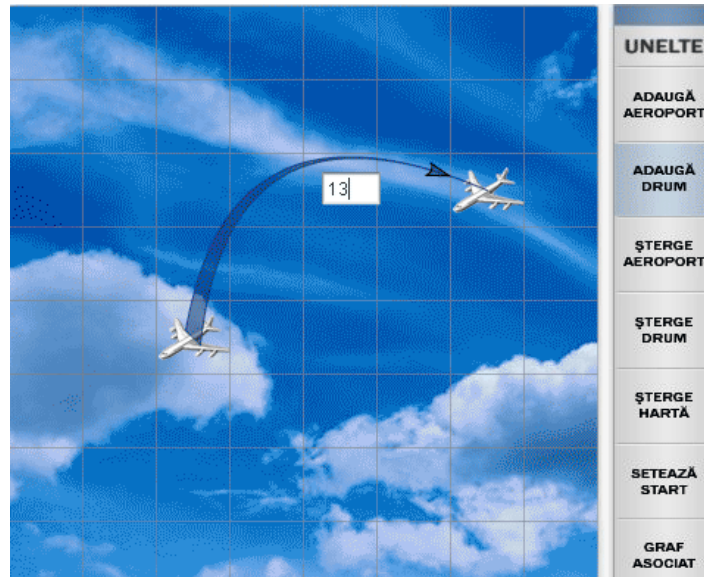 13
UNELTE
ADAUGĂ
AEROPORT
ADAUGĂ
DRUM
ŞTERGE
AEROPORT
ŞTERGE
DRUM
ŞTERGE
HARTĂ
SETEAZĂ
START
GRAF
ASOCIAT